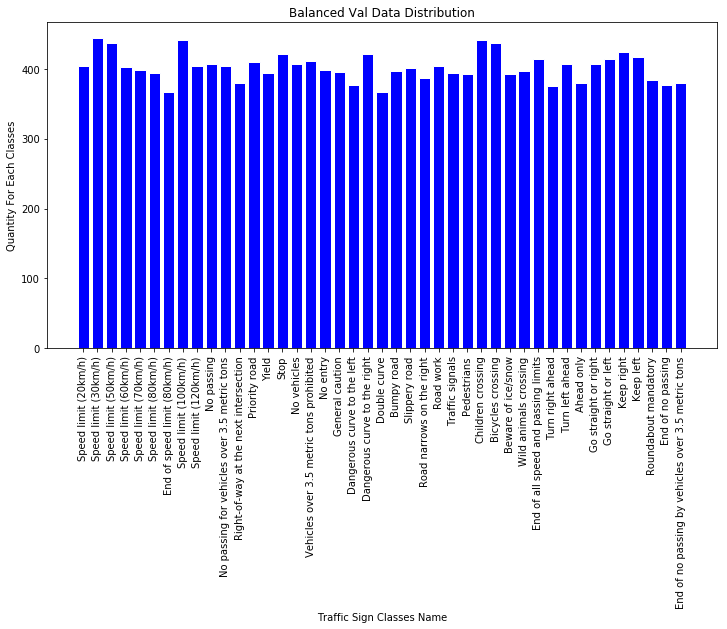 Balanced Val Data Distribution
Quantity For Each Classes
400
300
200
100
0
Speed limit (20km/h)
Speed limit (30km/h)
Speed limit (50km/h)
Speed limit (60km/h)
Speed limit (70km/h)
Speed limit (80km/h)
End of speed limit (80km/h)
Speed limit (100km/h)
Speed limit (120km/h)
No passing
No passing for vehicles over 3.5 metric tons
Right-of-way at the next intersection
Priority road
Yield
Stop
No vehicles
Vehicles over 3.5 metric tons prohibited
No entry
General caution
Dangerous curve to the left
Dangerous curve to the right
Double curve
Bumpy road
Slippery road
Road narrows on the right
Road work
Traffic signals
Pedestrians
Children crossing
Bicycles crossing
Beware of ice/snow
Wild animals crossing
End of all speed and passing limits
Turn right ahead
Turn left ahead
Ahead only
Go straight or right
Go straight or left
Keep right
Keep left
Roundabout mandatory
End of no passing
End of no passing by vehicles over 3.5 metric tons
Traffic Sign Classes Name